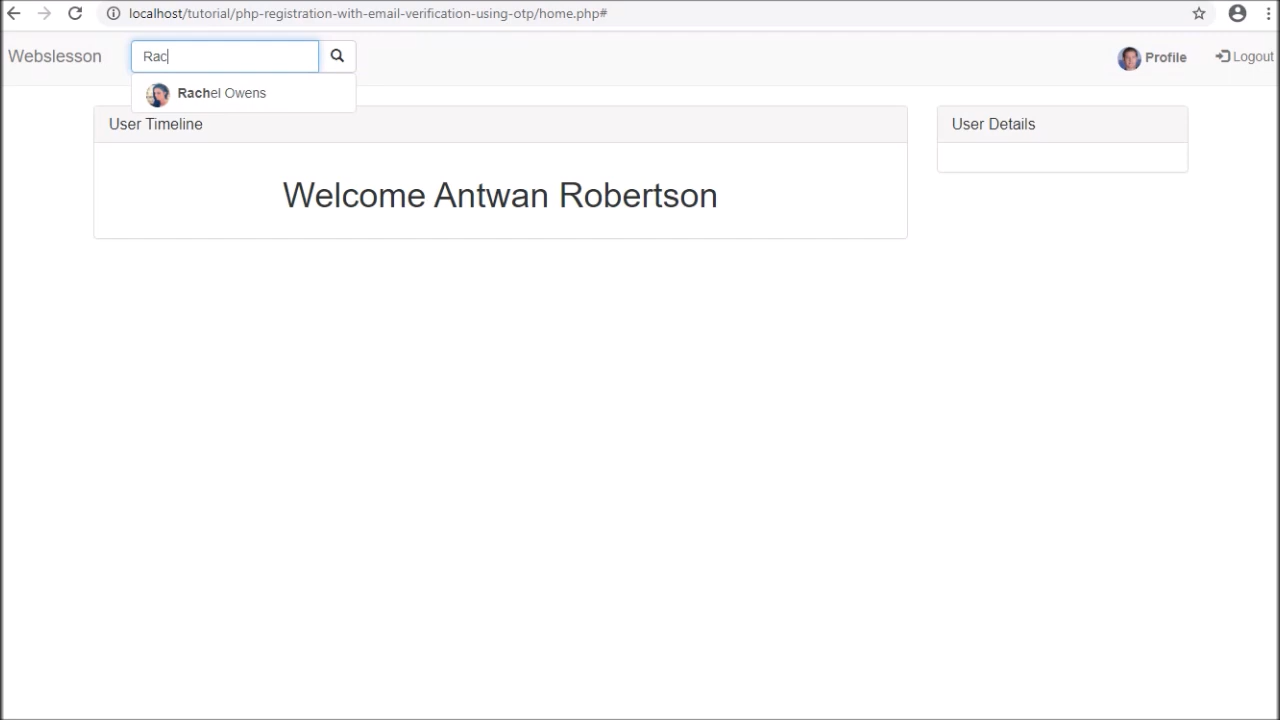 localhost/tutorial/php-registration-with-email-verification-using-otp/home.php#
Webslesson
Rac
Profile
Logout
Rachel Owens
User Timeline
User Details
Welcome Antwan Robertson